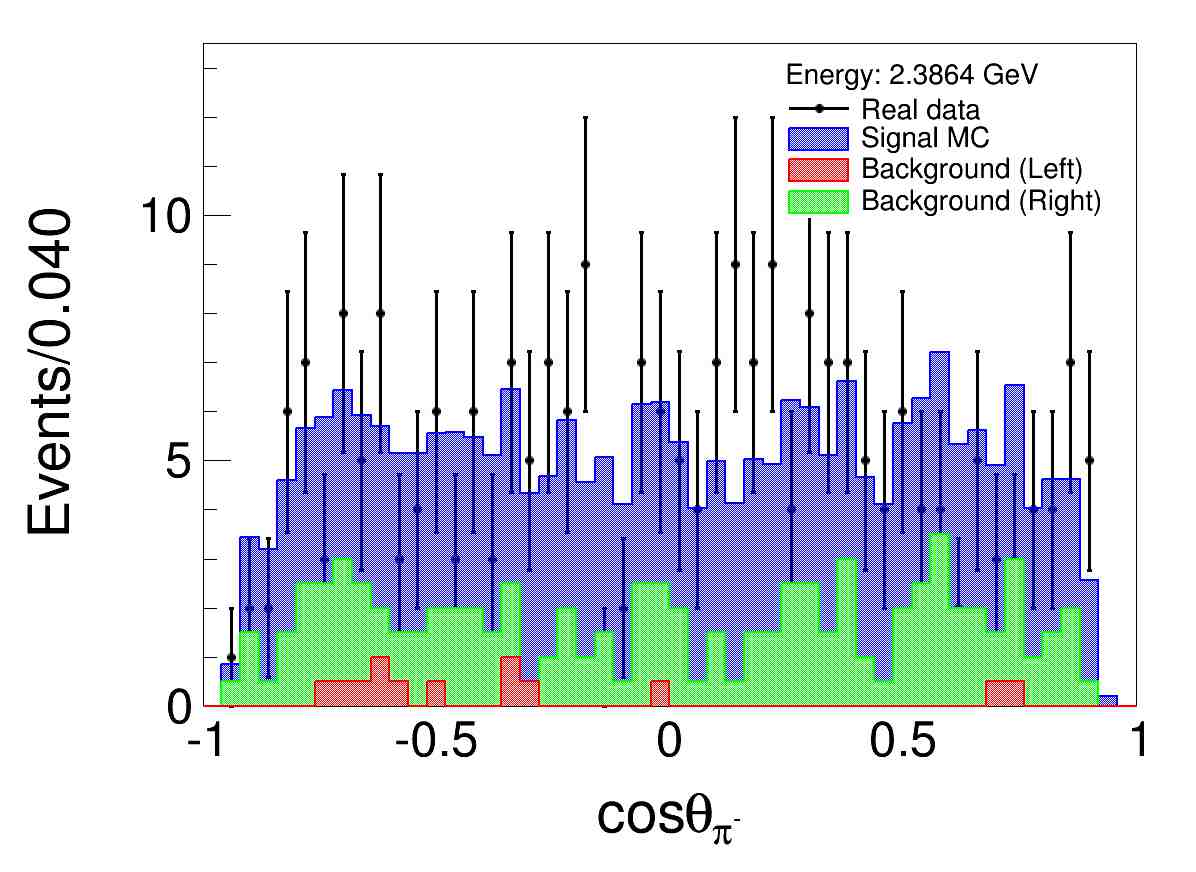 Energy: 2.3864 GeV
Real data
Signal MC
Background (Left)
Background (Right)
Events/0.040
10
5
0
-1
-0.5
0
0.5
1
cosθπ-